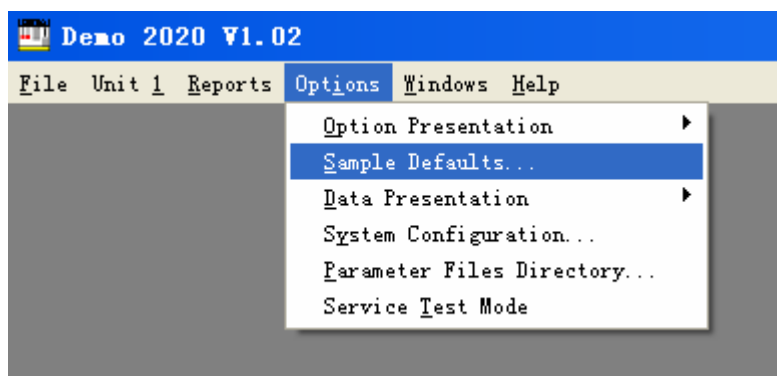 Demo 2020 V1.02
File Unit 1 Reports Options Windows Help
Option Presentation
Sample Defaults...
Data Presentation
System Configuration...
Parameter Files Directory...
Service Test Mode